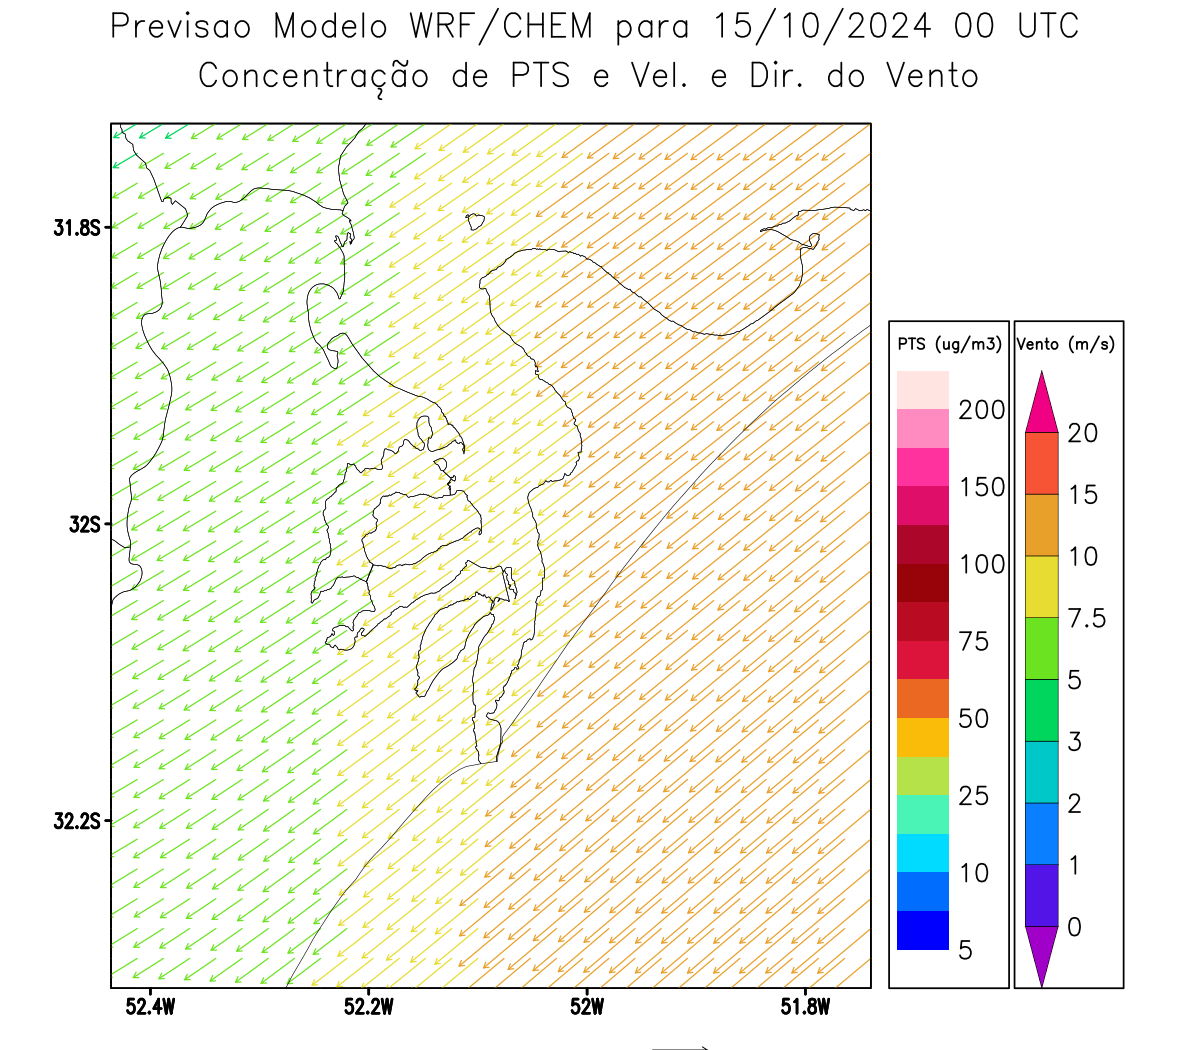 Previsao Modelo WRF/CHEM para 15/10/2024 00 UTC
Concentração de PTS e Vel. e Dir. do Vento
31.8S
32S
32.2S
52.4W
52.2W
52W
51.8W
PTS (ug/m3)
200
150
100
75
50
25
10
5
Vento (m/s)
20
15
10
7.5
5
3
2
1
0